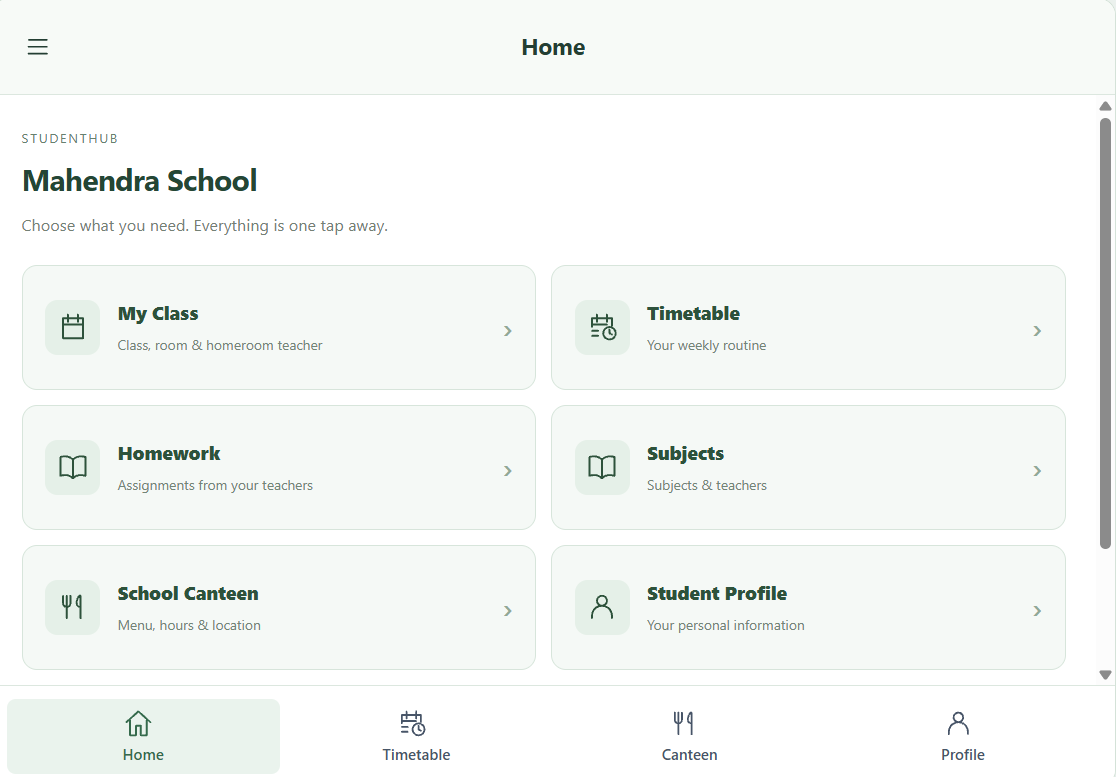 Home
STUDENTHUB
Mahendra School
Choose what you need. Everything is one tap away.
My Class
Class, room & homeroom teacher
Timetable
Your weekly routine
Homework
Assignments from your teachers
Subjects
Subjects & teachers
School Canteen
Menu, hours & location
Student Profile
Your personal information
Home
Timetable
Canteen
Profile